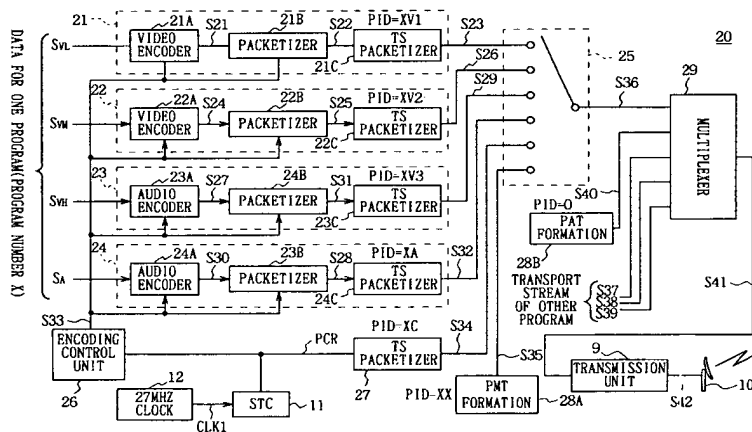 DATA FOR ONE PROGRAM(PROGRAM NUMBER X)
20
21
21A
S21
21B
S22
PID=XV1
S23
SVL
VIDEO ENCODER
PACKETIZER
TS PACKETIZER
21C
S26
25
22
22A
S24
22B
S25
PID=XV2
S29
SVM
VIDEO ENCODER
PACKETIZER
TS PACKETIZER
22C
S36
29
MULTIPLEXER
23
23A
S27
24B
S31
PID=XV3
SVH
AUDIO ENCODER
PACKETIZER
TS PACKETIZER
23C
S40
PID=0
PAT FORMATION
28B
24
24A
S30
23B
S28
PID=XA
S32
SA
AUDIO ENCODER
PACKETIZER
TS PACKETIZER
24C
TRANSPORT STREAM OF OTHER PROGRAM
S37
S38
S39
S41
S33
ENCODING CONTROL UNIT
26
PCR
PID=XC
S34
TS PACKETIZER
27
S35
12
27MHZ CLOCK
CLK1
STC
11
PID=XX
PMT FORMATION
28A
9
TRANSMISSION UNIT
S42
10